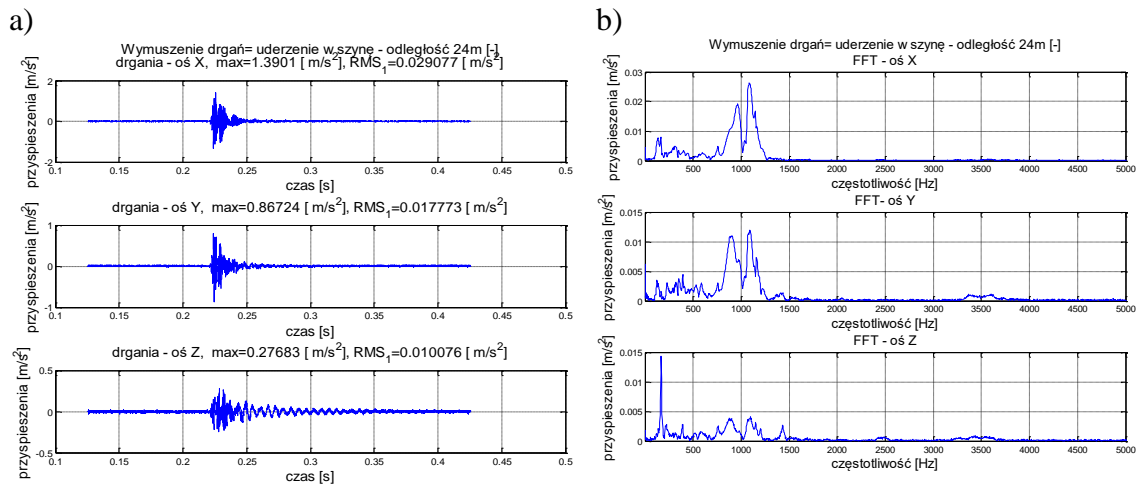 a)
Wymuszenie drgań= uderzenie w szynę - odległość 24m [-]
drgania - oś X, max=1.3901 [ m/s²], RMS₁=0.029077 [ m/s²]
przyspieszenia [m/s²]
2
0
-2
0.1 0.15 0.2 0.25 0.3 0.35 0.4 0.45 0.5
czas [s]
drgania - oś Y, max=0.86724 [ m/s²], RMS₁=0.017773 [ m/s²]
przyspieszenia [m/s²]
1
0
-1
0.1 0.15 0.2 0.25 0.3 0.35 0.4 0.45 0.5
czas [s]
drgania - oś Z, max=0.27683 [ m/s²], RMS₁=0.010076 [ m/s²]
przyspieszenia [m/s²]
0.5
0
-0.5
0.1 0.15 0.2 0.25 0.3 0.35 0.4 0.45 0.5
czas [s]
b)
Wymuszenie drgań= uderzenie w szynę - odległość 24m [-]
FFT - oś X
przyspieszenia [m/s²]
0.03
0.02
0.01
0
500 1000 1500 2000 2500 3000 3500 4000 4500 5000
częstotliwość [Hz]
FFT- oś Y
przyspieszenia [m/s²]
0.015
0.01
0.005
0
500 1000 1500 2000 2500 3000 3500 4000 4500 5000
częstotliwość [Hz]
FFT - oś Z
przyspieszenia [m/s²]
0.015
0.01
0.005
0
500 1000 1500 2000 2500 3000 3500 4000 4500 5000
częstotliwość [Hz]